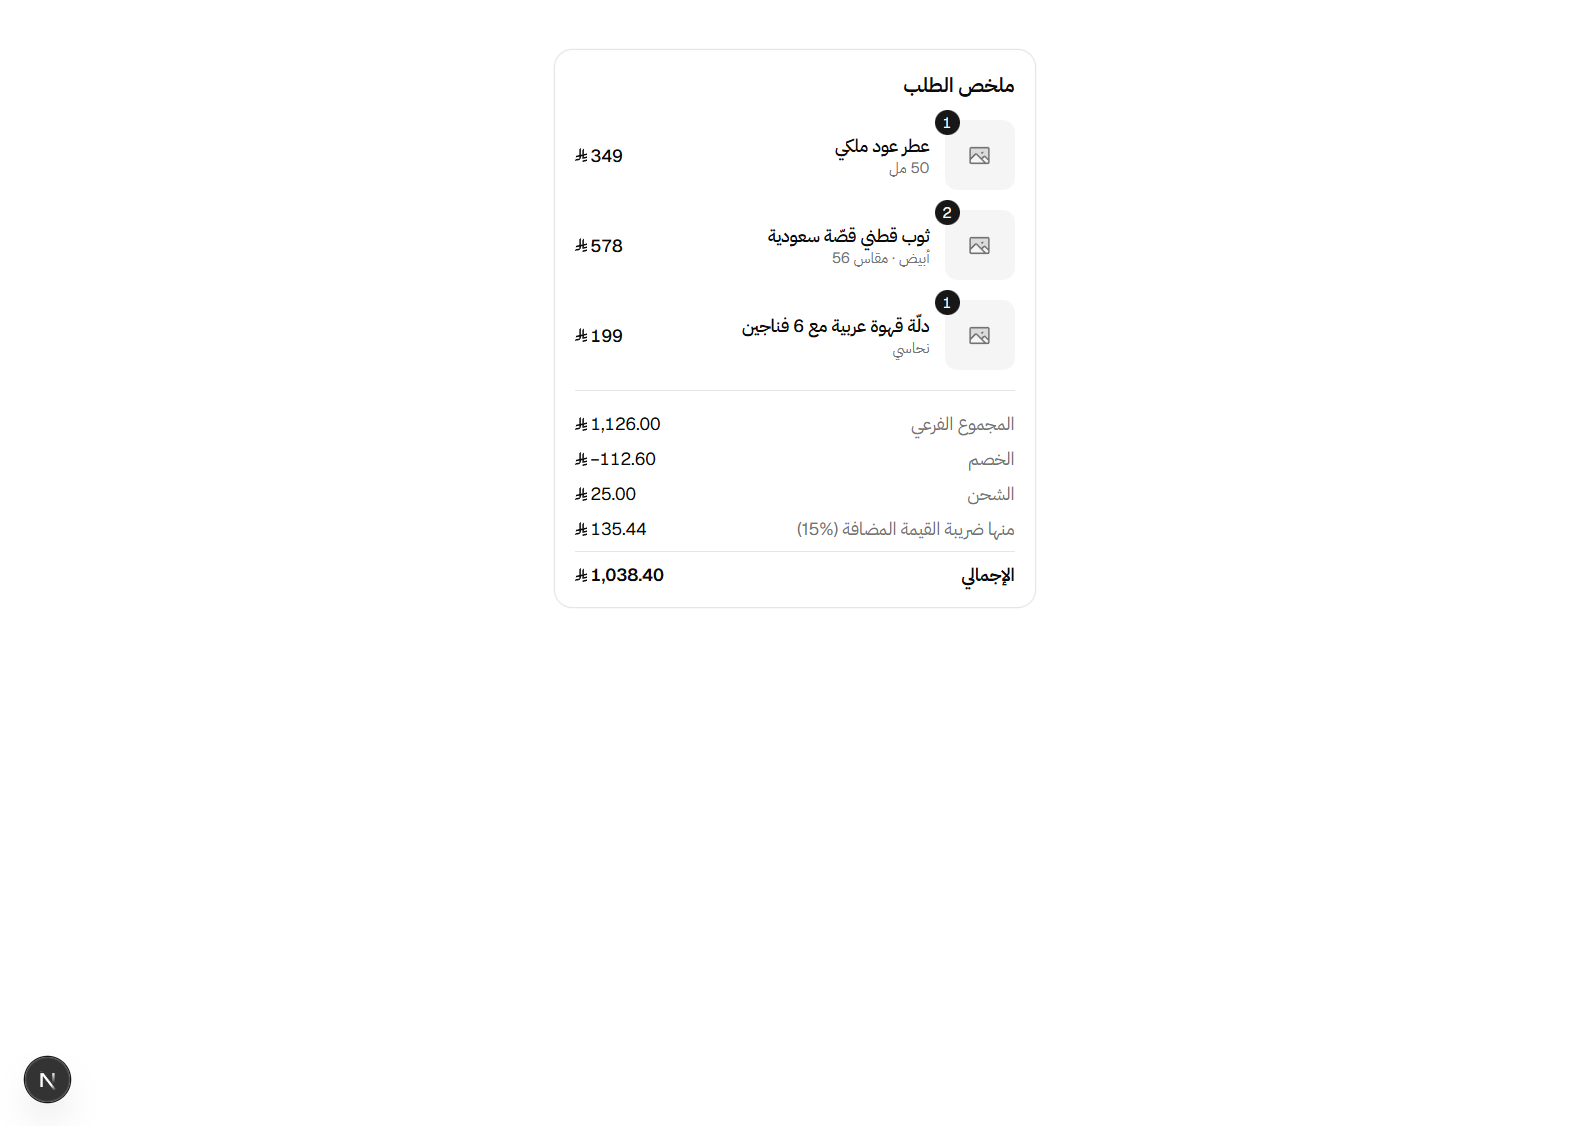 ملخص الطلب
1
عطر عود ملكي
50 مل
349 ⃁
2
ثوب قطني قصّة سعودية
أبيض · مقاس 56
578 ⃁
1
دلّة قهوة عربية مع 6 فناجين
نحاسي
199 ⃁
المجموع الفرعي 1,126.00 ⃁
الخصم −112.60 ⃁
الشحن 25.00 ⃁
منها ضريبة القيمة المضافة (15%) 135.44 ⃁
الإجمالي 1,038.40 ⃁
N